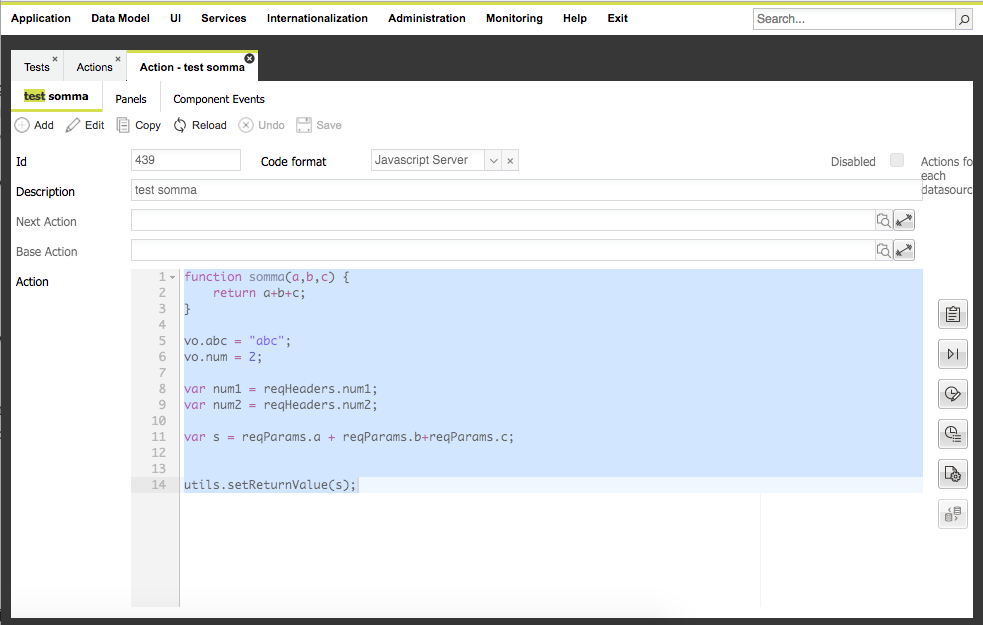 Application Data Model UI Services Internationalization Administration Monitoring Help Exit Search...
Tests × Actions × Action - test somma ×
test somma Panels Component Events
Add Edit Copy Reload Undo Save
Id 439 Code format Javascript Server × Disabled Actions fo
each
datasourc
Description test somma
Next Action
Base Action
Action
1 function somma(a,b,c) {
2 return a+b+c;
3 }
4
5 vo.abc = "abc";
6 vo.num = 2;
7
8 var num1 = reqHeaders.num1;
9 var num2 = reqHeaders.num2;
10
11 var s = reqParams.a + reqParams.b+reqParams.c;
12
13
14 utils.setReturnValue(s);